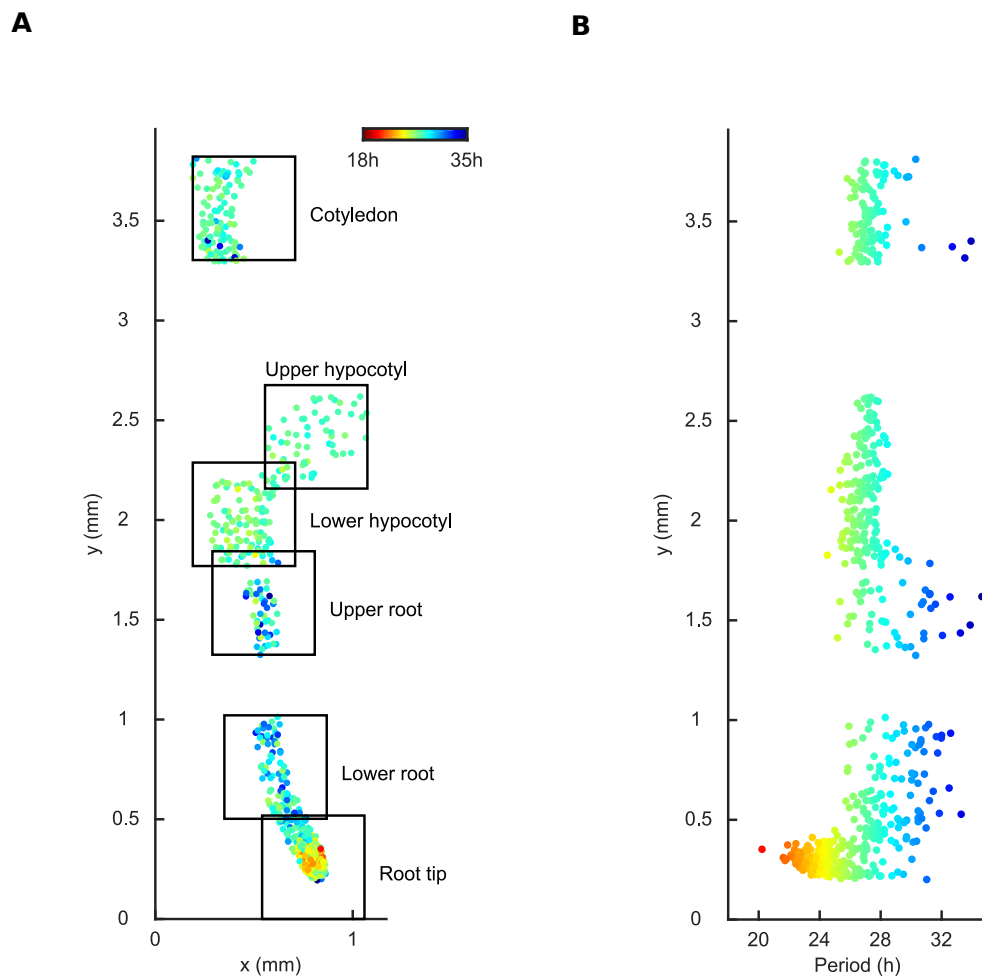 A
B
18h 35h
Cotyledon
Upper hypocotyl
Lower hypocotyl
Upper root
Lower root
Root tip
3.5
3
2.5
2
1.5
1
0.5
0
y (mm)
0 1
x (mm)
3.5
3
2.5
2
1.5
1
0.5
0
y (mm)
20 24 28 32
Period (h)